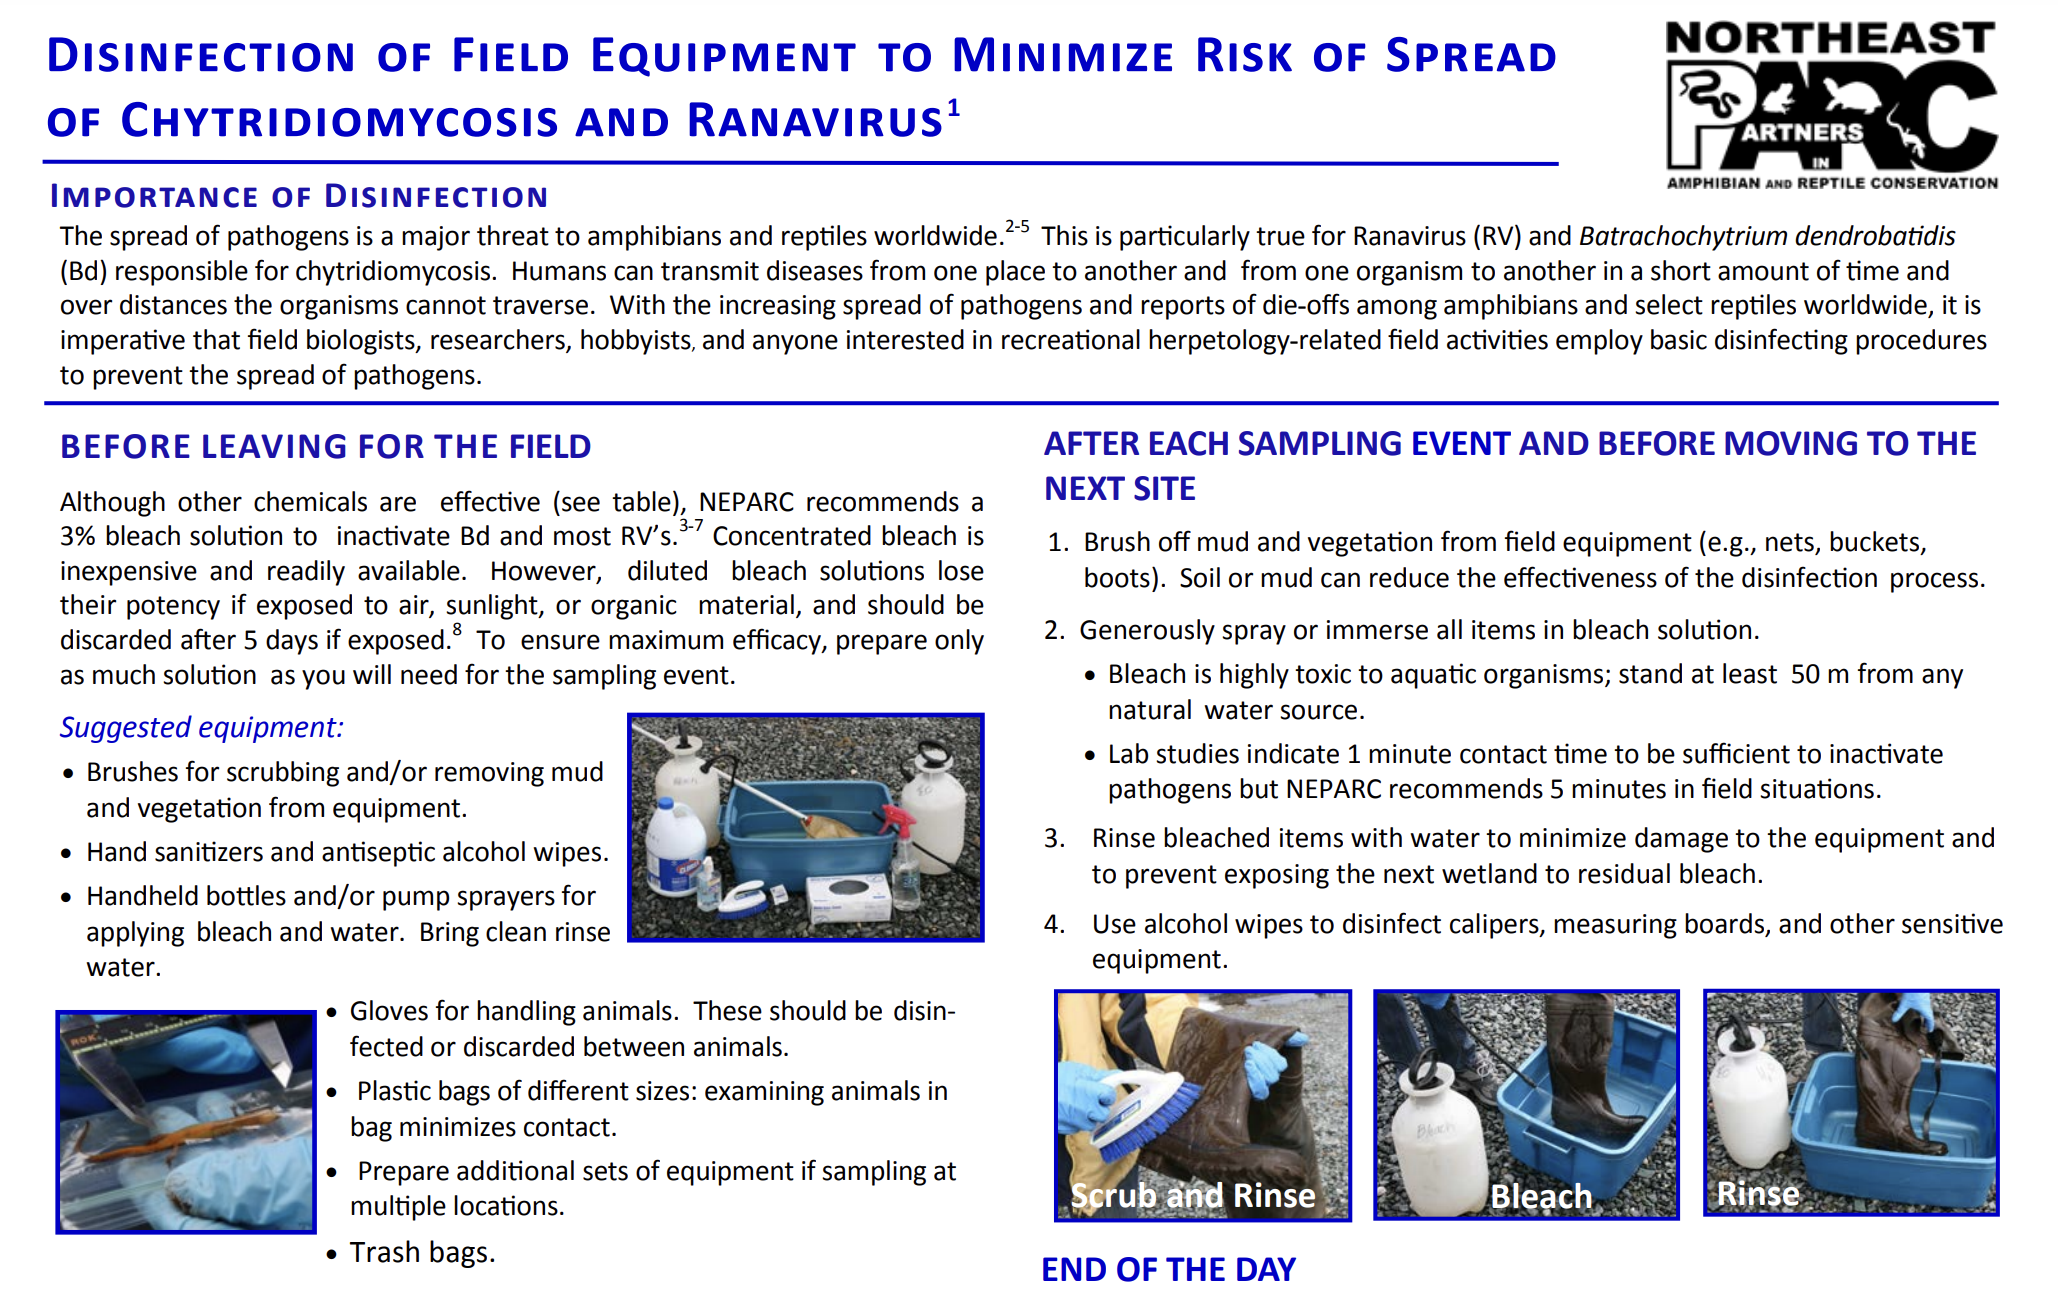 DISINFECTION OF FIELD EQUIPMENT TO MINIMIZE RISK OF SPREAD
OF CHYTRIDIOMYCOSIS AND RANAVIRUS1
NORTHEAST
PARC
PARTNERS
IN
AMPHIBIAN AND REPTILE CONSERVATION
IMPORTANCE OF DISINFECTION
The spread of pathogens is a major threat to amphibians and reptiles worldwide.2-5 This is particularly true for Ranavirus (RV) and Batrachochytrium dendrobatidis
(Bd) responsible for chytridiomycosis. Humans can transmit diseases from one place to another and from one organism to another in a short amount of time and
over distances the organisms cannot traverse. With the increasing spread of pathogens and reports of die-offs among amphibians and select reptiles worldwide, it is
imperative that field biologists, researchers, hobbyists, and anyone interested in recreational herpetology-related field activities employ basic disinfecting procedures
to prevent the spread of pathogens.
BEFORE LEAVING FOR THE FIELD
Although other chemicals are effective (see table), NEPARC recommends a
3% bleach solution to inactivate Bd and most RV's.3-7 Concentrated bleach is
inexpensive and readily available. However, diluted bleach solutions lose
their potency if exposed to air, sunlight, or organic material, and should be
discarded after 5 days if exposed.8 To ensure maximum efficacy, prepare only
as much solution as you will need for the sampling event.
Suggested equipment:
• Brushes for scrubbing and/or removing mud
and vegetation from equipment.
• Hand sanitizers and antiseptic alcohol wipes.
• Handheld bottles and/or pump sprayers for
applying bleach and water. Bring clean rinse
water.
• Gloves for handling animals. These should be disin-
fected or discarded between animals.
• Plastic bags of different sizes: examining animals in
bag minimizes contact.
• Prepare additional sets of equipment if sampling at
multiple locations.
• Trash bags.
AFTER EACH SAMPLING EVENT AND BEFORE MOVING TO THE
NEXT SITE
1. Brush off mud and vegetation from field equipment (e.g., nets, buckets,
boots). Soil or mud can reduce the effectiveness of the disinfection process.
2. Generously spray or immerse all items in bleach solution.
• Bleach is highly toxic to aquatic organisms; stand at least 50 m from any
natural water source.
• Lab studies indicate 1 minute contact time to be sufficient to inactivate
pathogens but NEPARC recommends 5 minutes in field situations.
3. Rinse bleached items with water to minimize damage to the equipment and
to prevent exposing the next wetland to residual bleach.
4. Use alcohol wipes to disinfect calipers, measuring boards, and other sensitive
equipment.
Bleach
Scrub and Rinse
Bleach
Rinse
END OF THE DAY